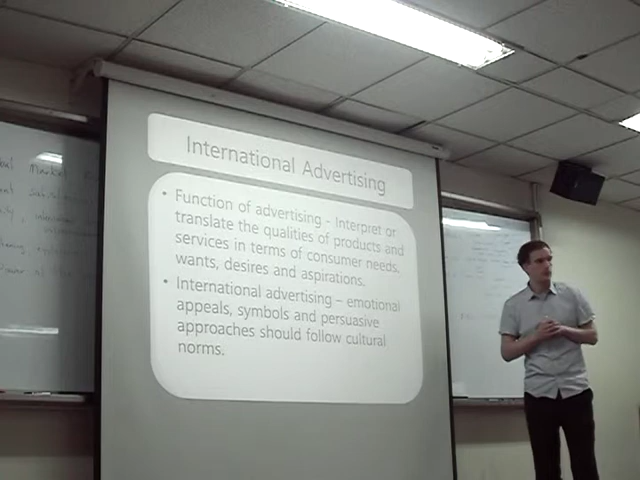 International Advertising
• Function of advertising - Interpret or
translate the qualities of products and
services in terms of consumer needs,
wants, desires and aspirations.
• International advertising – emotional
appeals, symbols and persuasive
approaches should follow cultural
norms.